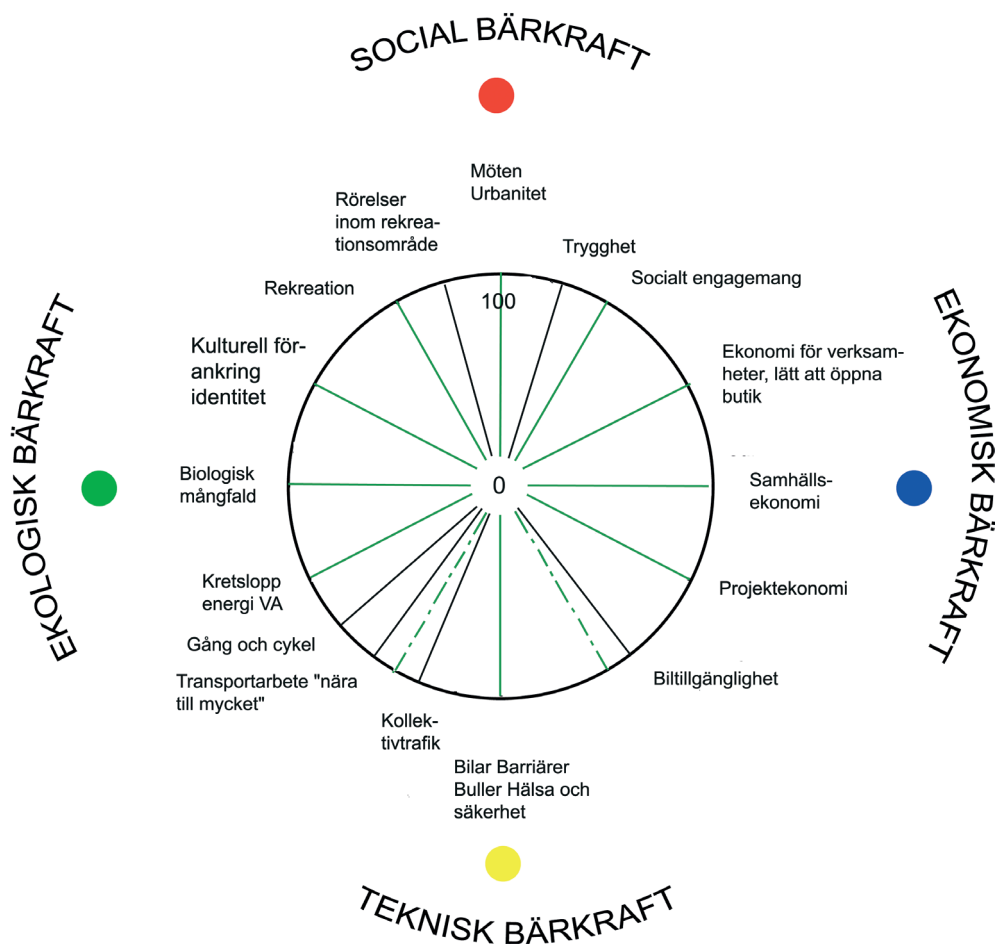 SOCIAL BÄRKRAFT
Möten
Urbanitet
Rörelser
inom rekrea-
tionsområde
Trygghet
Socialt engagemang
Rekreation
100
Kulturell för-
ankring
identitet
Ekonomi för verksam-
heter, lätt att öppna
butik
EKOLOGISK BÄRKRAFT
EKONOMISK BÄRKRAFT
Biologisk
mångfald
0
Samhälls-
ekonomi
Kretslopp
energi VA
Projektekonomi
Gång och cykel
Transportarbete "nära
till mycket"
Biltillgänglighet
Kollek-
tivtrafik
Bilar Barriärer
Buller Hälsa och
säkerhet
TEKNISK BÄRKRAFT